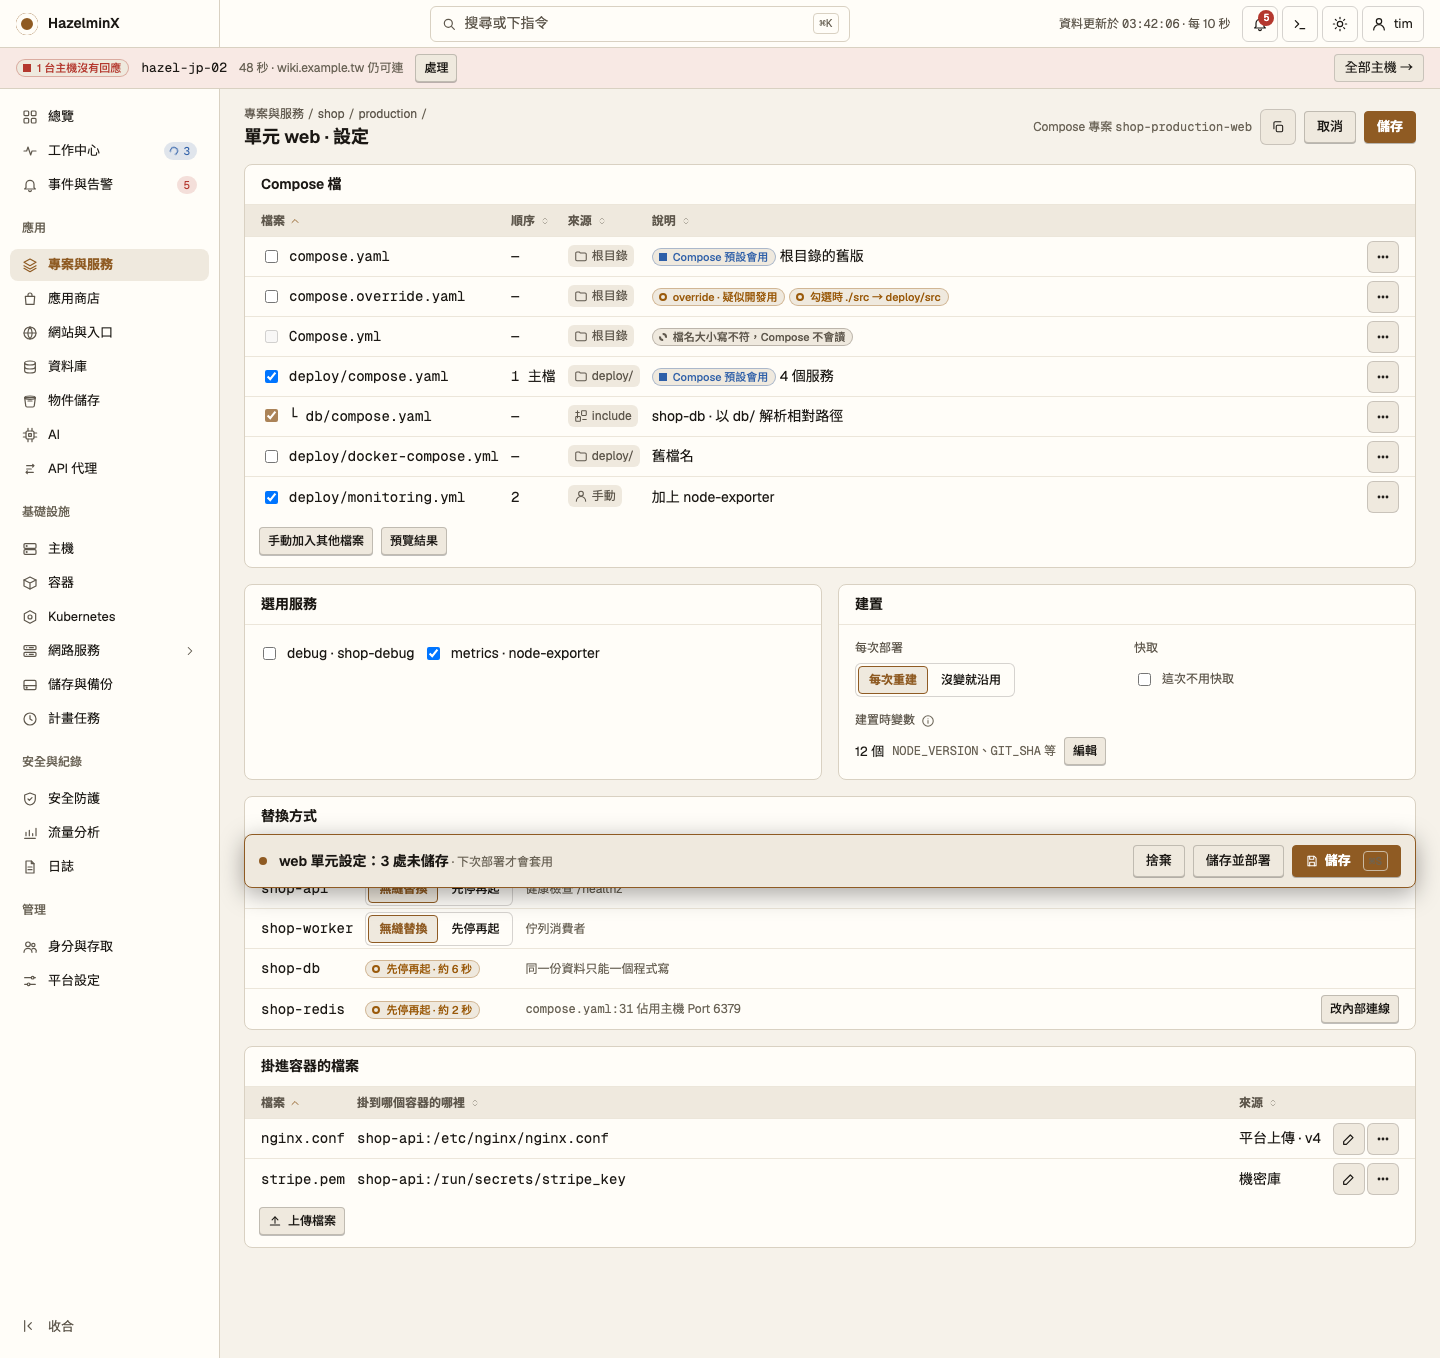 HazelminX
搜尋或下指令
⌘K
資料更新於 03:42:06 · 每 10 秒
5
tim
1 台主機沒有回應
hazel-jp-02
48 秒 · wiki.example.tw 仍可連
處理
全部主機 →
總覽
工作中心
3
事件與告警
5
應用
專案與服務
應用商店
網站與入口
資料庫
物件儲存
AI
API 代理
基礎設施
主機
容器
Kubernetes
網路服務
儲存與備份
計畫任務
安全與紀錄
安全防護
流量分析
日誌
管理
身分與存取
平台設定
收合
專案與服務 / shop / production /
單元 web · 設定
Compose 專案 shop-production-web
取消
儲存
Compose 檔
檔案 順序 來源 說明
compose.yaml – 根目錄 Compose 預設會用 根目錄的舊版
compose.override.yaml – 根目錄 override · 疑似開發用 勾選時 ./src → deploy/src
Compose.yml – 根目錄 檔名大小寫不符，Compose 不會讀
deploy/compose.yaml 1 主檔 deploy/ Compose 預設會用 4 個服務
└ db/compose.yaml – include shop-db · 以 db/ 解析相對路徑
deploy/docker-compose.yml – deploy/ 舊檔名
deploy/monitoring.yml 2 手動 加上 node-exporter
手動加入其他檔案
預覽結果
選用服務
debug · shop-debug
metrics · node-exporter
建置
每次部署
每次重建
沒變就沿用
快取
這次不用快取
建置時變數
12 個 NODE_VERSION、GIT_SHA 等
編輯
替換方式
web 單元設定：3 處未儲存 · 下次部署才會套用
捨棄
儲存並部署
儲存
shop-api 無縫替換 先停再起 健康檢查 /healthz
shop-worker 無縫替換 先停再起 佇列消費者
shop-db 先停再起 · 約 6 秒 同一份資料只能一個程式寫
shop-redis 先停再起 · 約 2 秒 compose.yaml:31 佔用主機 Port 6379
改內部連線
掛進容器的檔案
檔案 掛到哪個容器的哪裡 來源
nginx.conf shop-api:/etc/nginx/nginx.conf 平台上傳 · v4
stripe.pem shop-api:/run/secrets/stripe_key 機密庫
上傳檔案